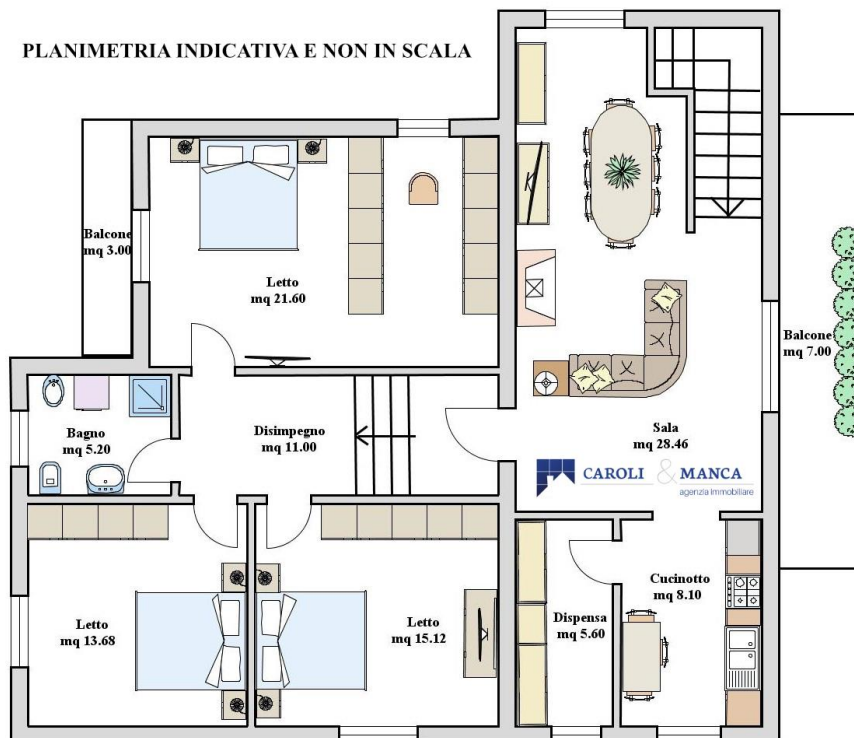 PLANIMETRIA INDICATIVA E NON IN SCALA
Balcone
mq 3.00
Letto
mq 21.60
Balcone
mq 7.00
Bagno
mq 5.20
Disimpegno
mq 11.00
Sala
mq 28.46
CAROLI & MANCA
agenzia immobiliare
Letto
mq 13.68
Letto
mq 15.12
Dispensa
mq 5.60
Cucinotto
mq 8.10